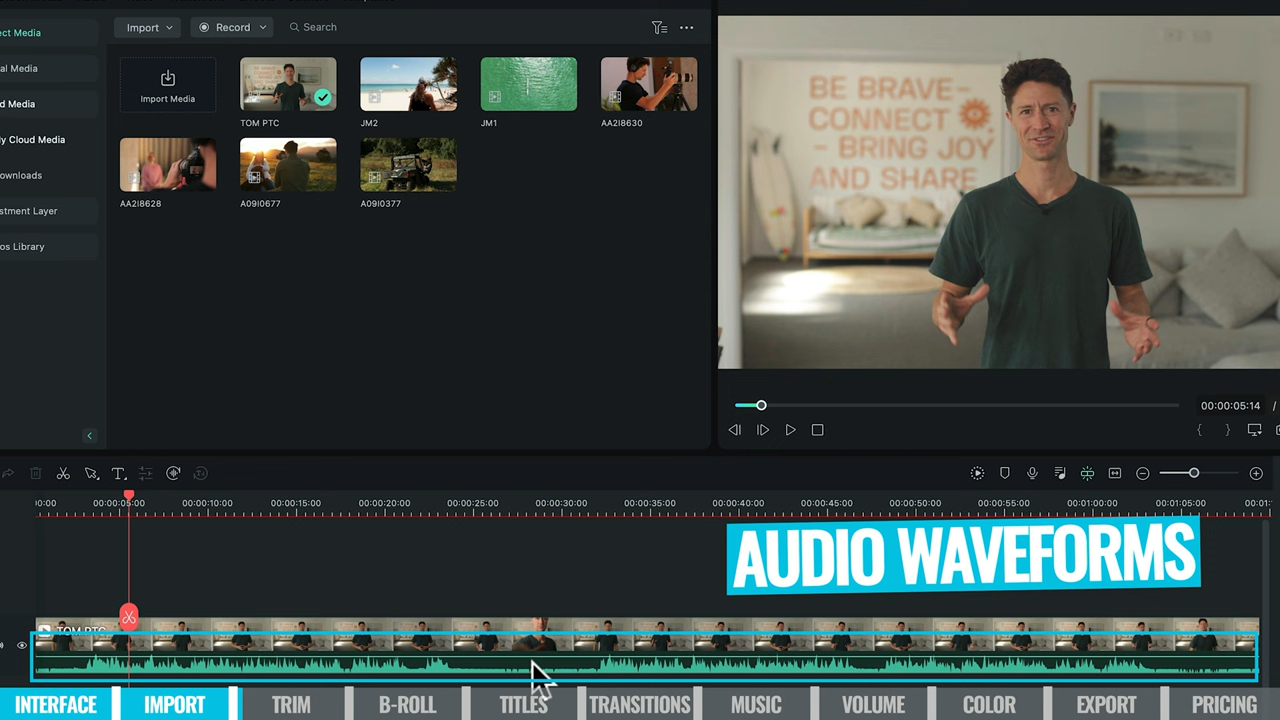 ect Media
al Media
d Media
y Cloud Media
ownloads
stment Layer
os Library
Import
Record
Search
Import Media
TOM PTC
JM2
JM1
AA2I8630
AA2I8628
A09I0677
A09I0377
BE BRAVE-
CONNECT
- BRING JOY
AND SHARE
00:00:05:14 /
:00:00
00:00:05:00
00:00:10:00
00:00:15:00
00:00:20:00
00:00:25:00
00:00:30:00
00:00:35:00
00:00:40:00
00:00:45:00
00:00:50:00
00:00:55:00
00:01:00:00
00:01:05:00
00:01:
AUDIO WAVEFORMS
TOM PTC
INTERFACE
IMPORT
TRIM
B-ROLL
TITLES
TRANSITIONS
MUSIC
VOLUME
COLOR
EXPORT
PRICING